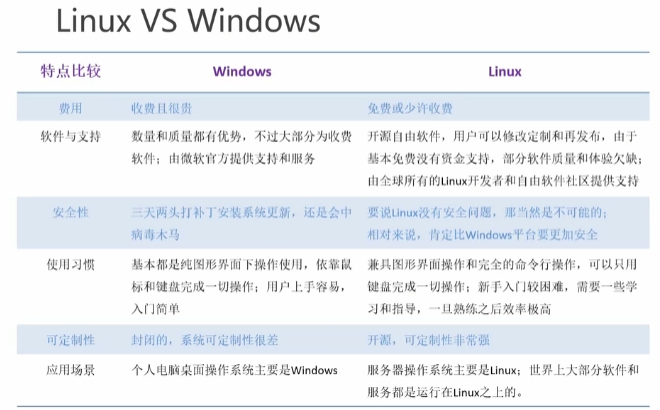 Linux VS Windows
特点比较 Windows Linux
费用 收费且很贵 免费或少许收费
软件与支持 数量和质量都有优势，不过大部分为收费 开源自由软件，用户可以修改定制和再发布，由于
软件；由微软官方提供支持和服务 基本免费没有资金支持，部分软件质量和体验欠缺；
由全球所有的Linux开发者和自由软件社区提供支持
安全性 三天两头打补丁安装系统更新，还是会中 要说Linux没有安全问题，那当然是不可能的；
病毒木马 相对来说，肯定比Windows平台要更加安全
使用习惯 基本都是纯图形界面下操作使用，依靠鼠 兼具图形界面操作和完全的命令行操作，可以只用
标和键盘完成一切操作；用户上手容易， 键盘完成一切操作；新手入门较困难，需要一些学
入门简单 习和指导，一旦熟练之后效率极高
可定制性 封闭的，系统可定制性很差 开源，可定制性非常强
应用场景 个人电脑桌面操作系统主要是Windows 服务器操作系统主要是Linux；世界上大部分软件和
服务都是运行在Linux之上的。